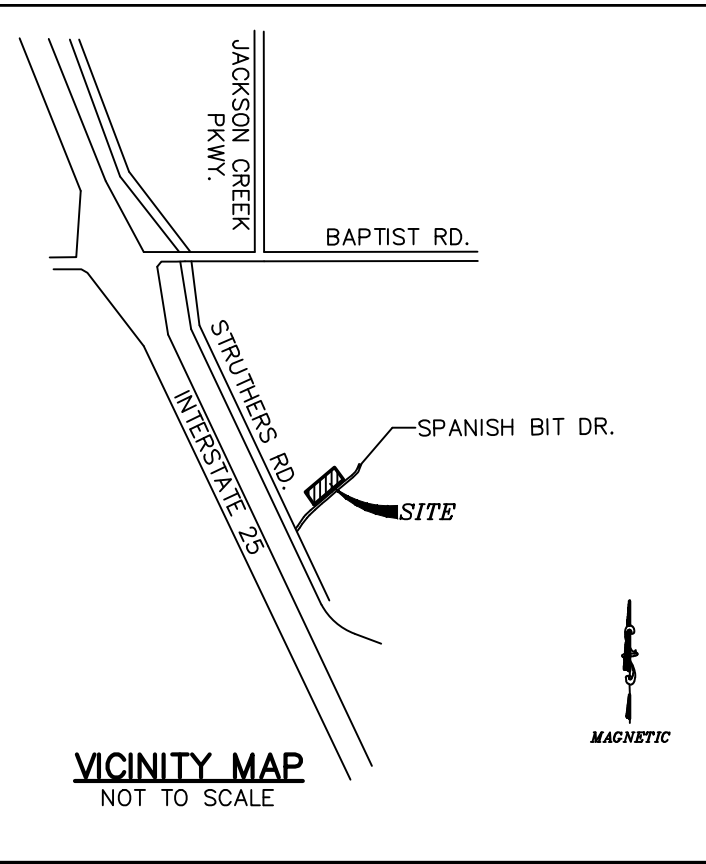 JACKSON CREEK
PKWY.
BAPTIST RD.
STRUTHERS RD.
INTERSTATE 25
SPANISH BIT DR.
SITE
MAGNETIC
VICINITY MAP
NOT TO SCALE